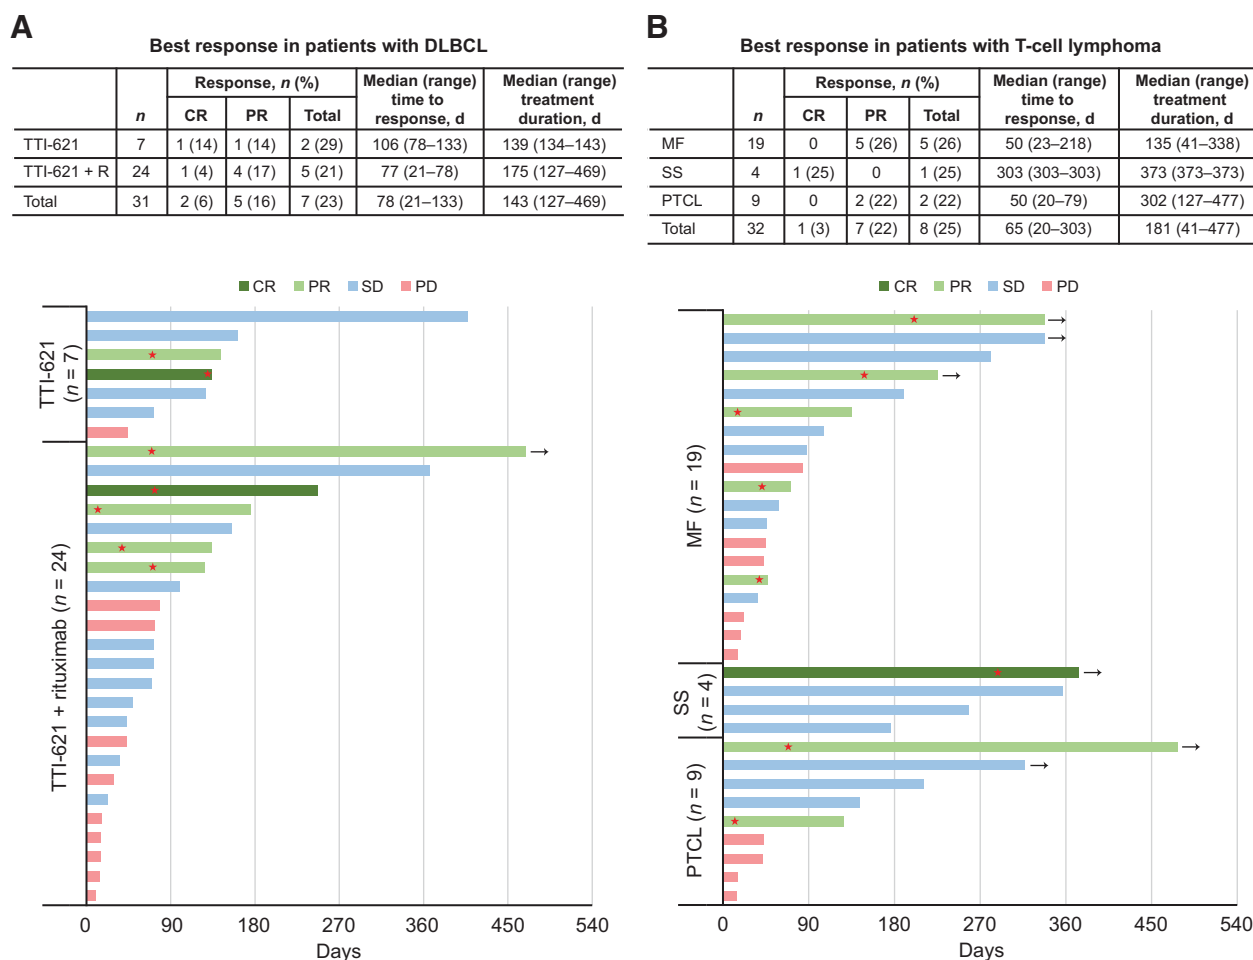 A
Best response in patients with DLBCL
n
Response, n (%)
CR
PR
Total
Median (range)
time to
response, d
Median (range)
treatment
duration, d
TTI-621 7 1 (14) 1 (14) 2 (29) 106 (78–133) 139 (134–143)
TTI-621 + R 24 1 (4) 4 (17) 5 (21) 77 (21–78) 175 (127–469)
Total 31 2 (6) 5 (16) 7 (23) 78 (21–133) 143 (127–469)
CR PR SD PD
TTI-621
(n = 7)
TTI-621 + rituximab (n = 24)
0 90 180 270 360 450 540
Days
B
Best response in patients with T-cell lymphoma
n
Response, n (%)
CR
PR
Total
Median (range)
time to
response, d
Median (range)
treatment
duration, d
MF 19 0 5 (26) 5 (26) 50 (23–218) 135 (41–338)
SS 4 1 (25) 0 1 (25) 303 (303–303) 373 (373–373)
PTCL 9 0 2 (22) 2 (22) 50 (20–79) 302 (127–477)
Total 32 1 (3) 7 (22) 8 (25) 65 (20–303) 181 (41–477)
CR PR SD PD
MF (n = 19)
SS
(n = 4)
PTCL (n = 9)
0 90 180 270 360 450 540
Days